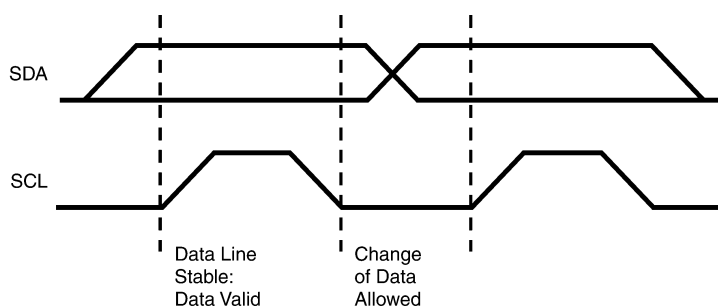 SDA
SCL
Data Line
Stable:
Data Valid
Change
of Data
Allowed